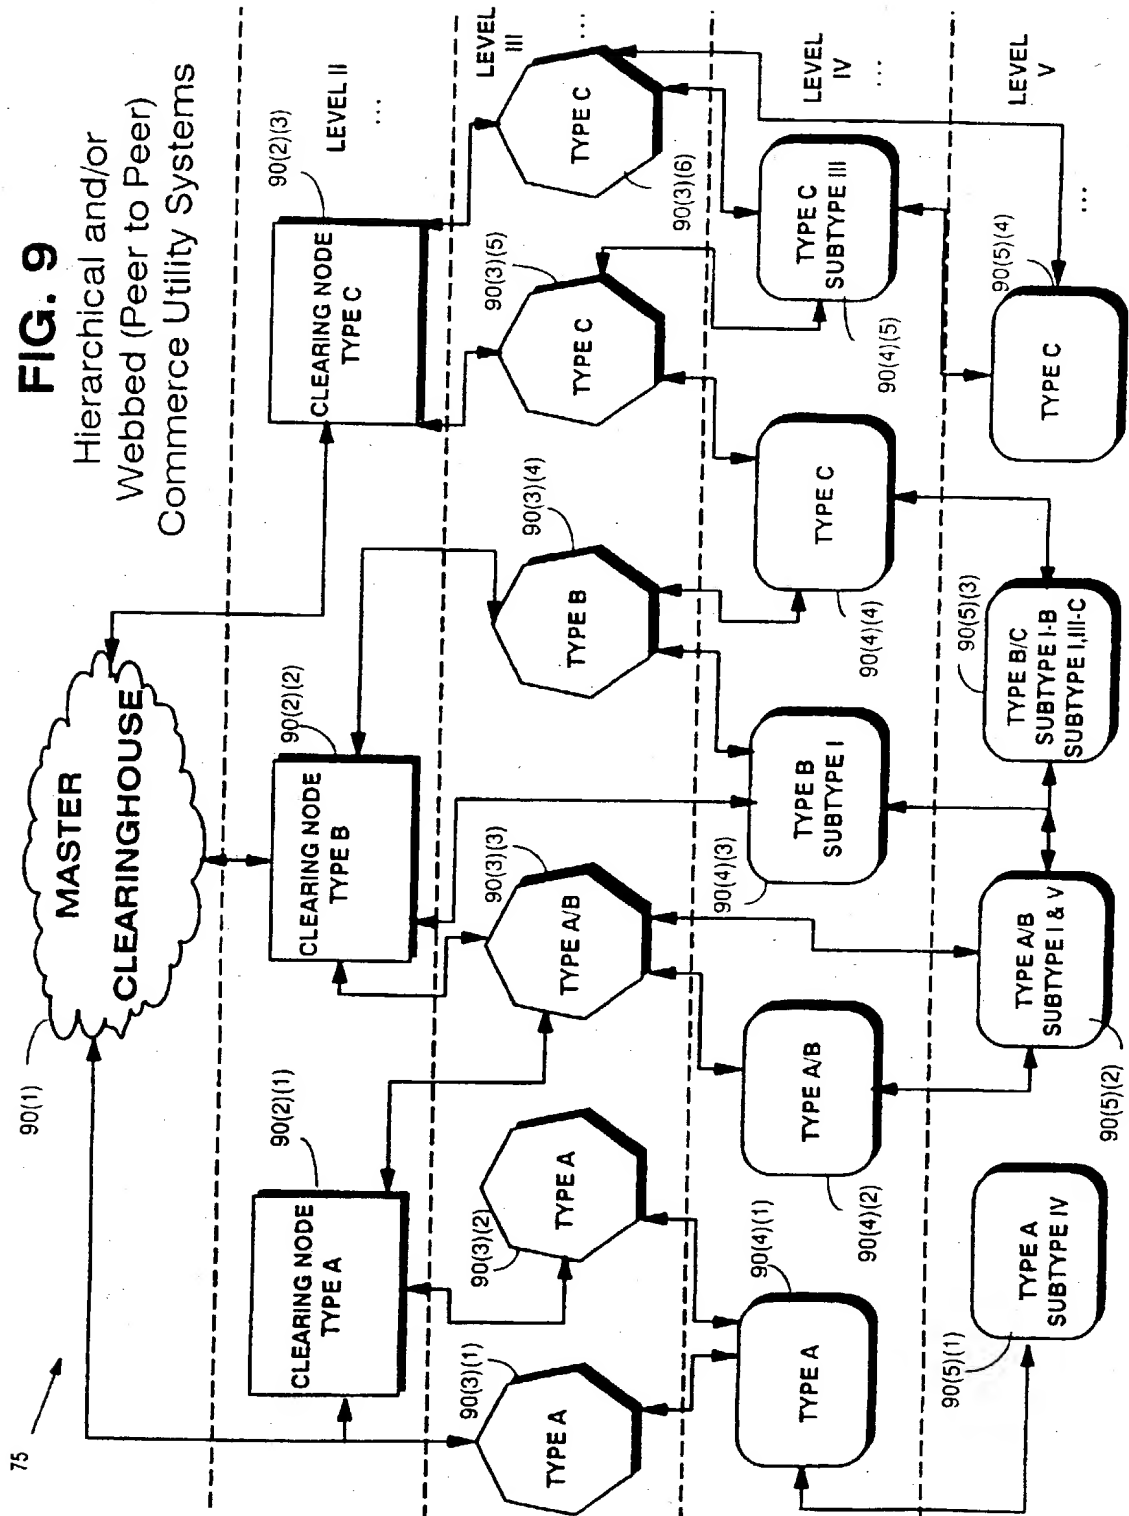 FIG. 9
Hierarchical and/or
Webbed (Peer to Peer)
Commerce Utility Systems
75
90(1)
MASTER
CLEARINGHOUSE
LEVEL II
...
90(2)(1)
CLEARING NODE
TYPE A
90(2)(2)
CLEARING NODE
TYPE B
90(2)(3)
CLEARING NODE
TYPE C
LEVEL
III
...
90(3)(1)
TYPE A
90(3)(2)
TYPE A
90(3)(3)
TYPE A/B
90(3)(4)
TYPE B
90(3)(5)
TYPE C
90(3)(6)
TYPE C
LEVEL
IV
...
90(4)(1)
TYPE A
90(4)(2)
TYPE A/B
90(4)(3)
TYPE B
SUBTYPE I
90(4)(4)
TYPE C
90(4)(5)
TYPE C
SUBTYPE III
LEVEL
V
...
90(5)(1)
TYPE A
SUBTYPE IV
90(5)(2)
TYPE A/B
SUBTYPE I & V
90(5)(3)
TYPE B/C
SUBTYPE I-B
SUBTYPE I,III-C
90(5)(4)
TYPE C